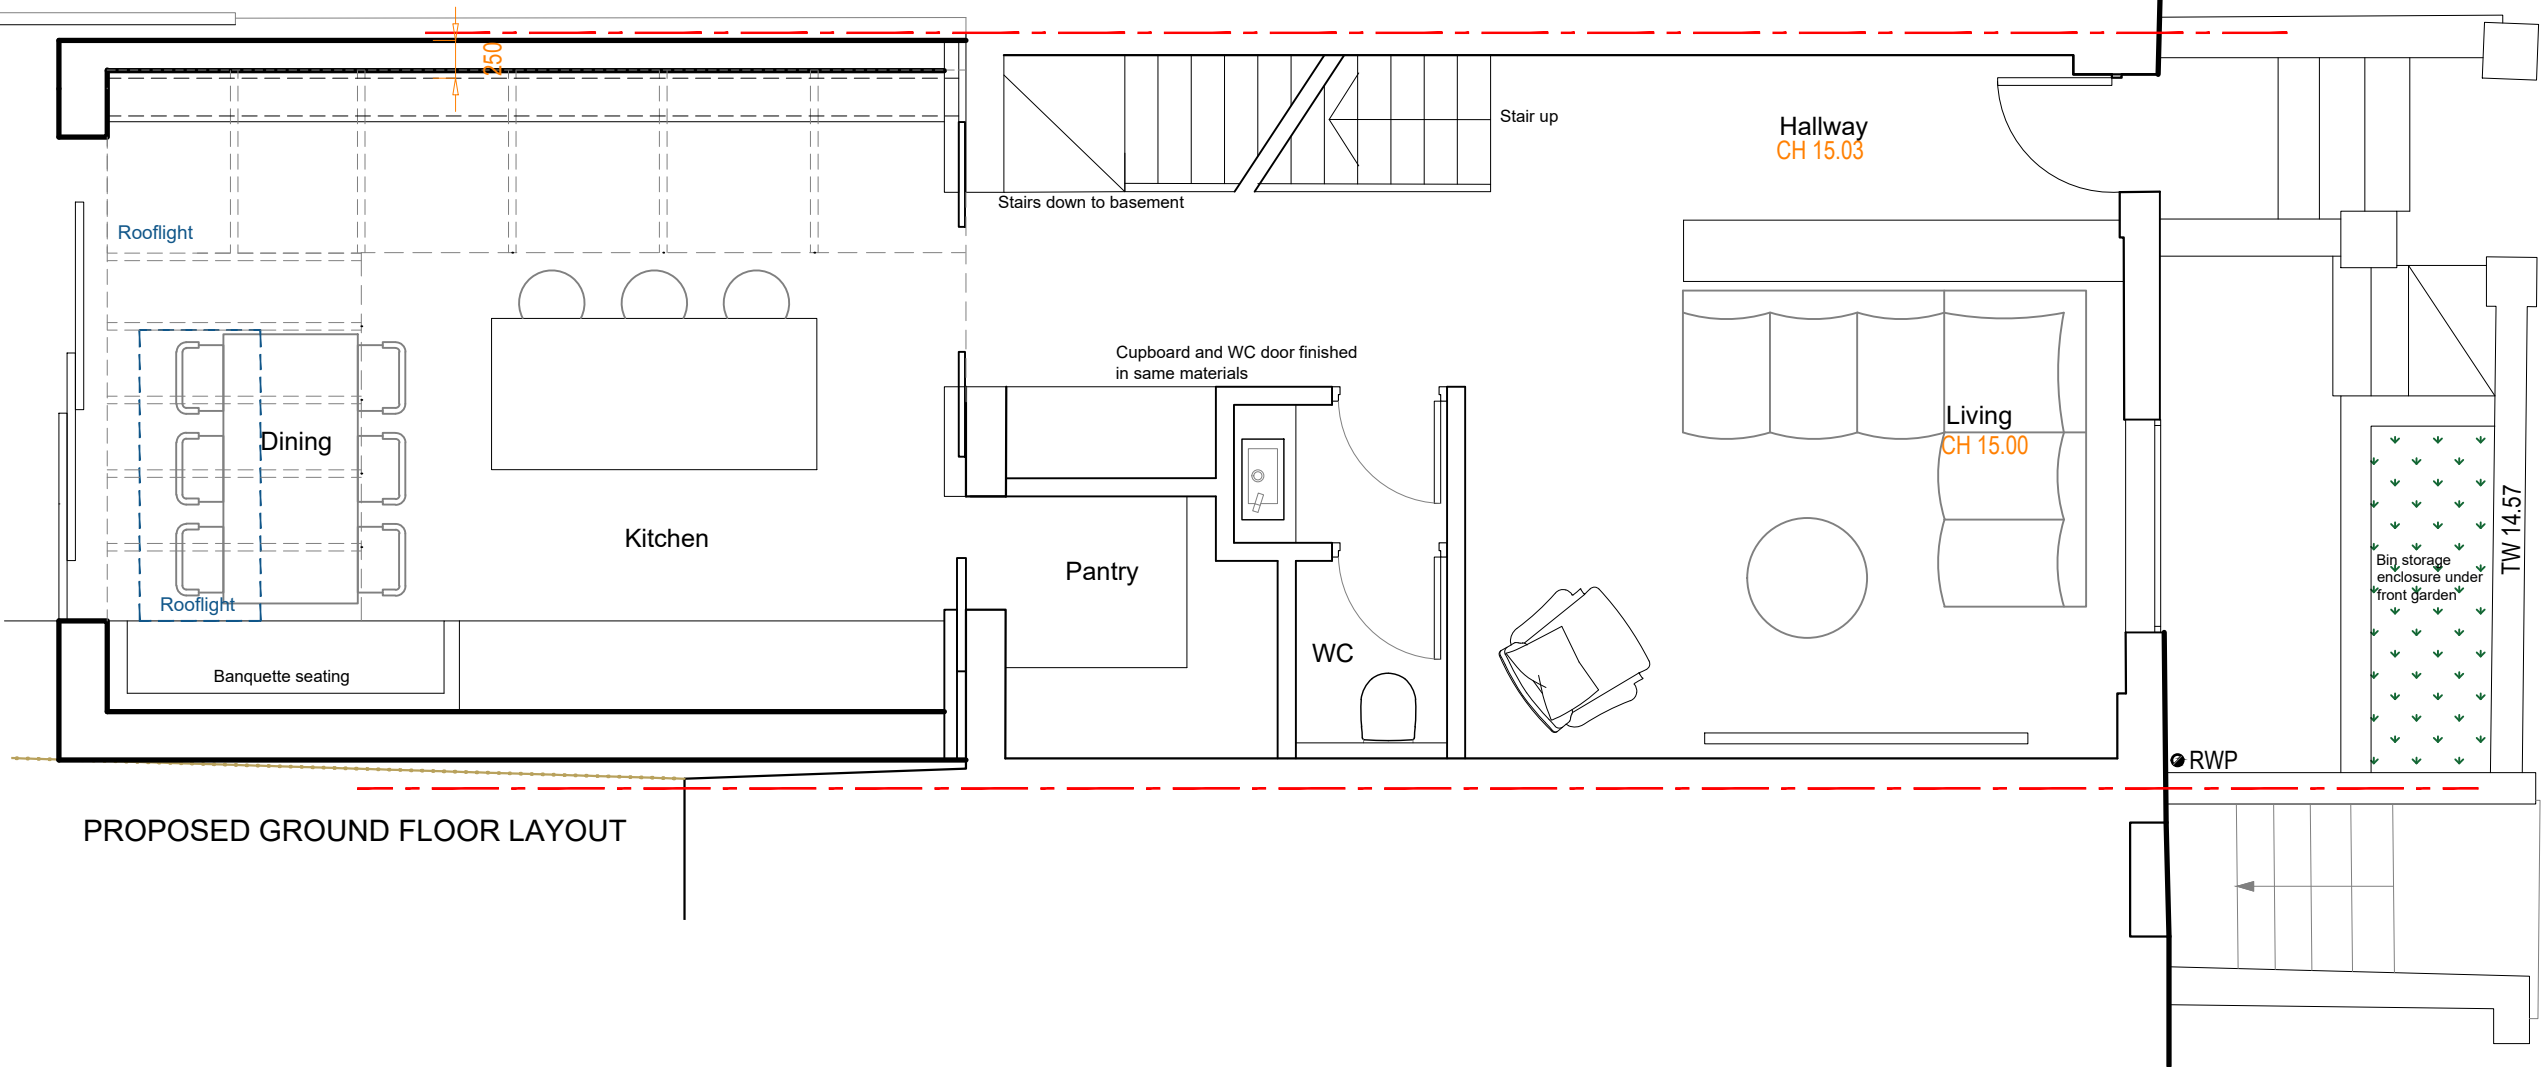 250
Stair up
Hallway
CH 15.03
Stairs down to basement
Rooflight
Cupboard and WC door finished
in same materials
Living
CH 15.00
Dining
Kitchen
Pantry
TW 14.57
Bin storage
enclosure under
front garden
Rooflight
WC
Banquette seating
RWP
PROPOSED GROUND FLOOR LAYOUT